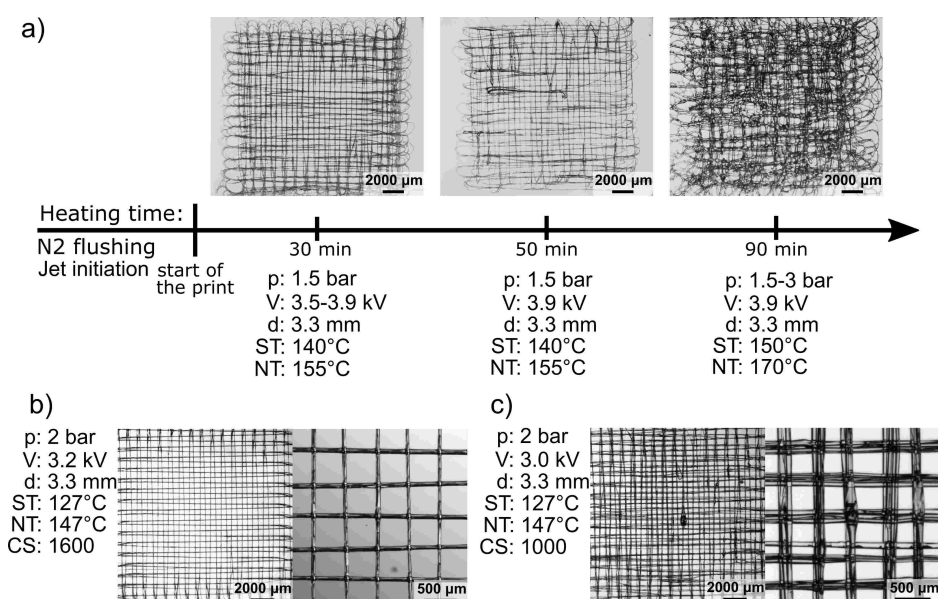 a)
2000 µm
2000 µm
2000 µm
Heating time:
N2 flushing
Jet initiation
start of
the print
30 min
50 min
90 min
p: 1.5 bar
V: 3.5-3.9 kV
d: 3.3 mm
ST: 140°C
NT: 155°C
p: 1.5 bar
V: 3.9 kV
d: 3.3 mm
ST: 140°C
NT: 155°C
p: 1.5-3 bar
V: 3.9 kV
d: 3.3 mm
ST: 150°C
NT: 170°C
b)
p: 2 bar
V: 3.2 kV
d: 3.3 mm
ST: 127°C
NT: 147°C
CS: 1600
2000 µm
500 µm
c)
p: 2 bar
V: 3.0 kV
d: 3.3 mm
ST: 127°C
NT: 147°C
CS: 1000
2000 µm
500 µm